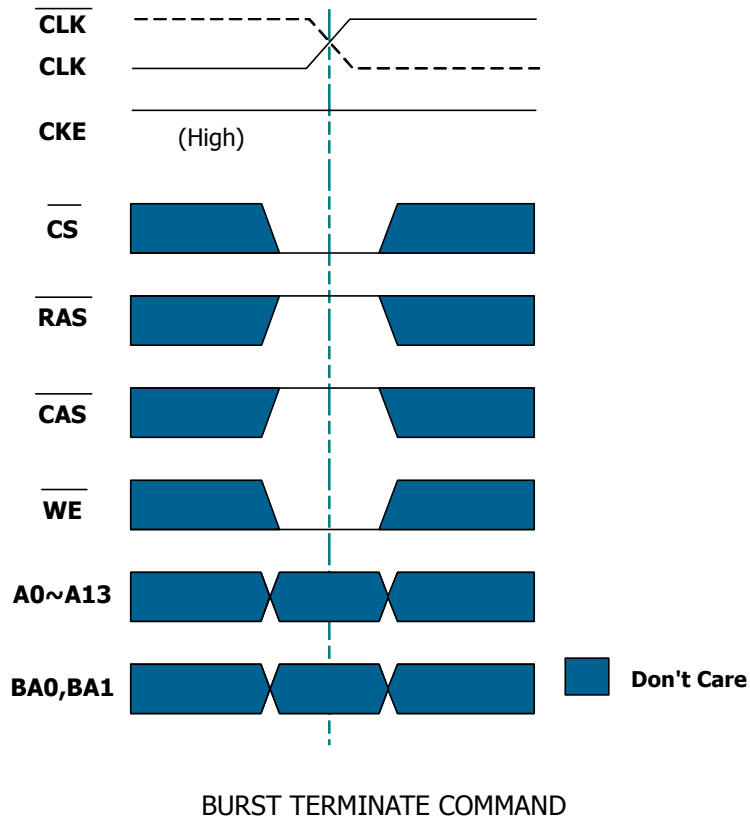 CLK
CLK
CKE
(High)
CS
RAS
CAS
WE
A0~A13
BA0,BA1
Don't Care
BURST TERMINATE COMMAND